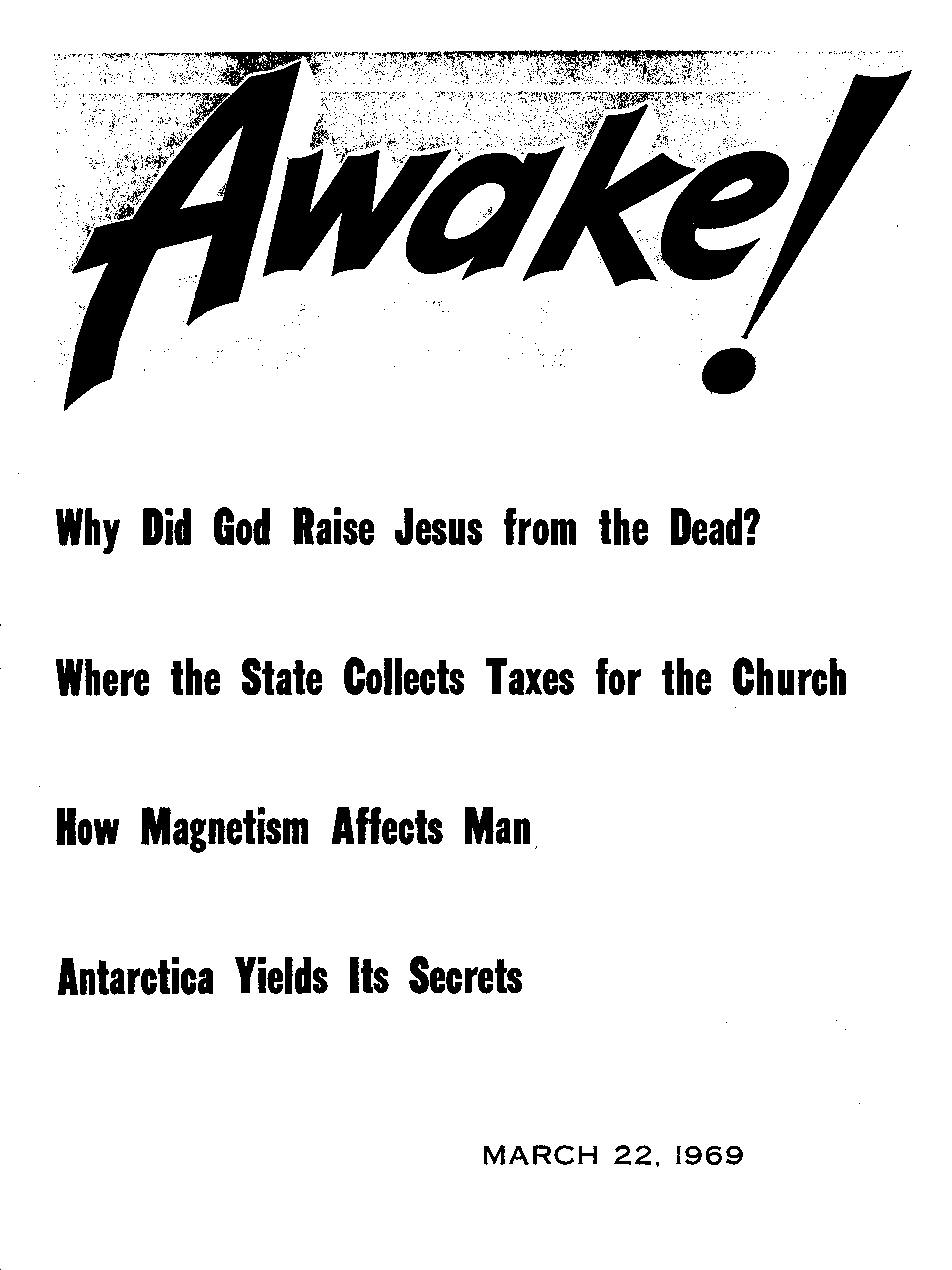 Awake!
Why Did God Raise Jesus from the Dead?
Where the State Collects Taxes for the Church
How Magnetism Affects Man
Antarctica Yields Its Secrets
MARCH 22, 1969